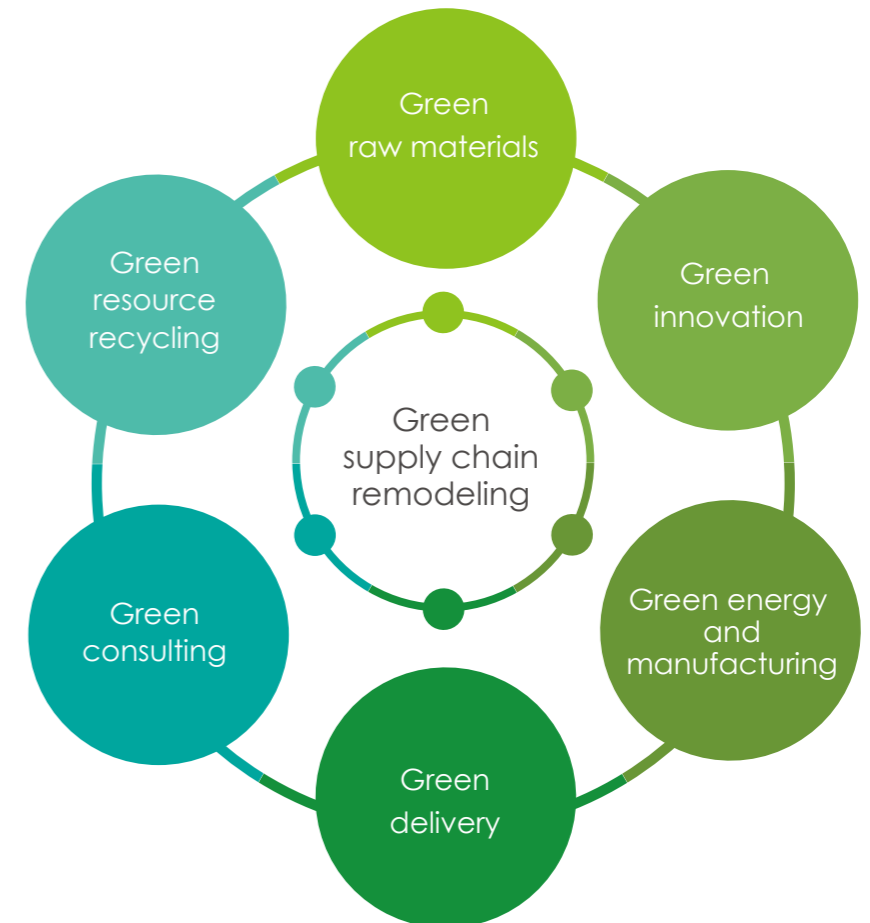 Green
raw materials
Green
innovation
Green energy
and
manufacturing
Green
delivery
Green
consulting
Green
resource
recycling
Green
supply chain
remodeling